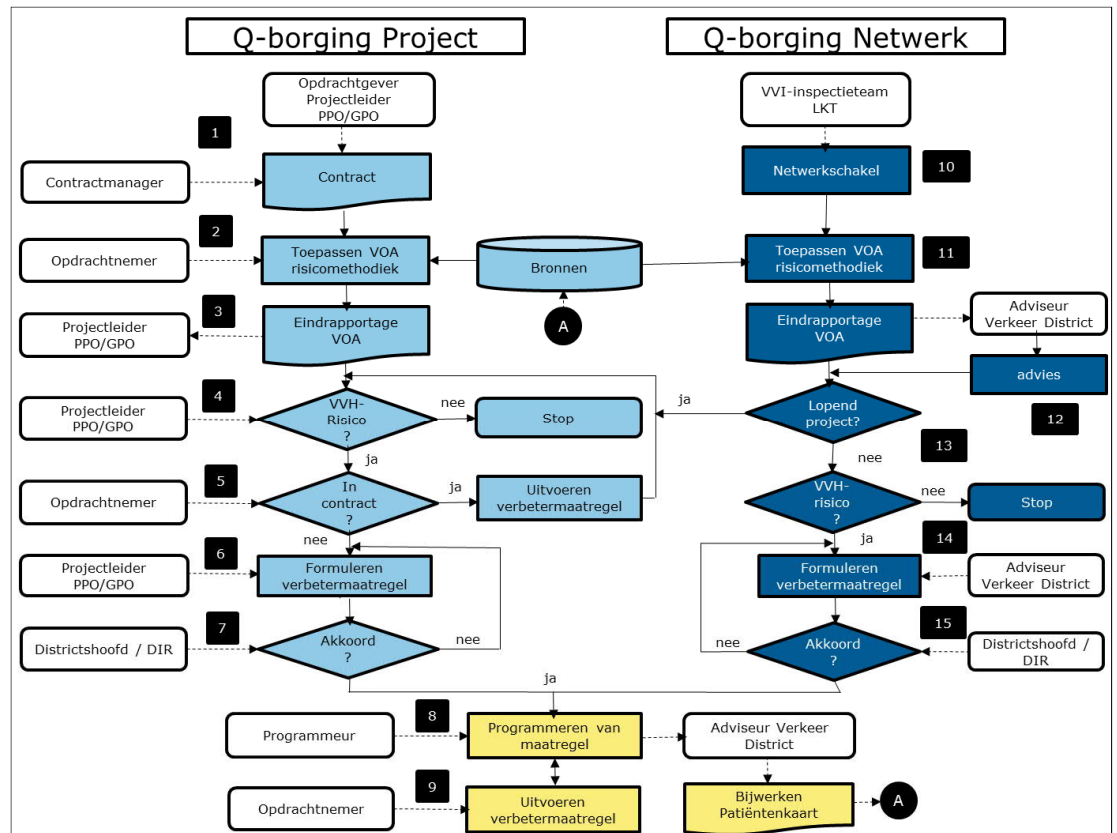 Q-borging Project
Q-borging Netwerk
Opdrachtgever
Projectleider
PPO/GPO
VVI-inspectieteam
LKT
1
Contractmanager
Contract
Netwerkschakel
10
2
Opdrachtnemer
Toepassen VOA
risicomethodiek
Bronnen
Toepassen VOA
risicomethodiek
11
3
Projectleider
PPO/GPO
Eindrapportage
VOA
A
Eindrapportage
VOA
Adviseur
Verkeer District
advies
12
4
Projectleider
PPO/GPO
VVH-
Risico
?
nee
Stop
ja
Lopend
project?
13
ja
nee
5
Opdrachtnemer
In
contract
?
ja
Uitvoeren
verbetermaatregel
VVH-
risico
?
nee
Stop
nee
ja
14
6
Projectleider
PPO/GPO
Formuleren
verbetermaatregel
Formuleren
verbetermaatregel
Adviseur
Verkeer District
7
Districtshoofd / DIR
Akkoord
?
nee
nee
Akkoord
?
15
Districtshoofd /
DIR
ja
8
Programmeur
Programmeren van
maatregel
Adviseur Verkeer
District
9
Opdrachtnemer
Uitvoeren
verbetermaatregel
Bijwerken
Patiëntenkaart
A